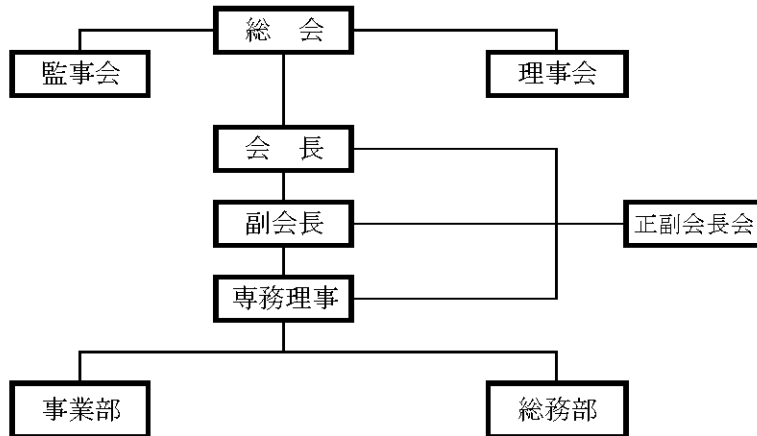 総　会
監事会
理事会
会　長
副会長
正副会長会
専務理事
事業部
総務部